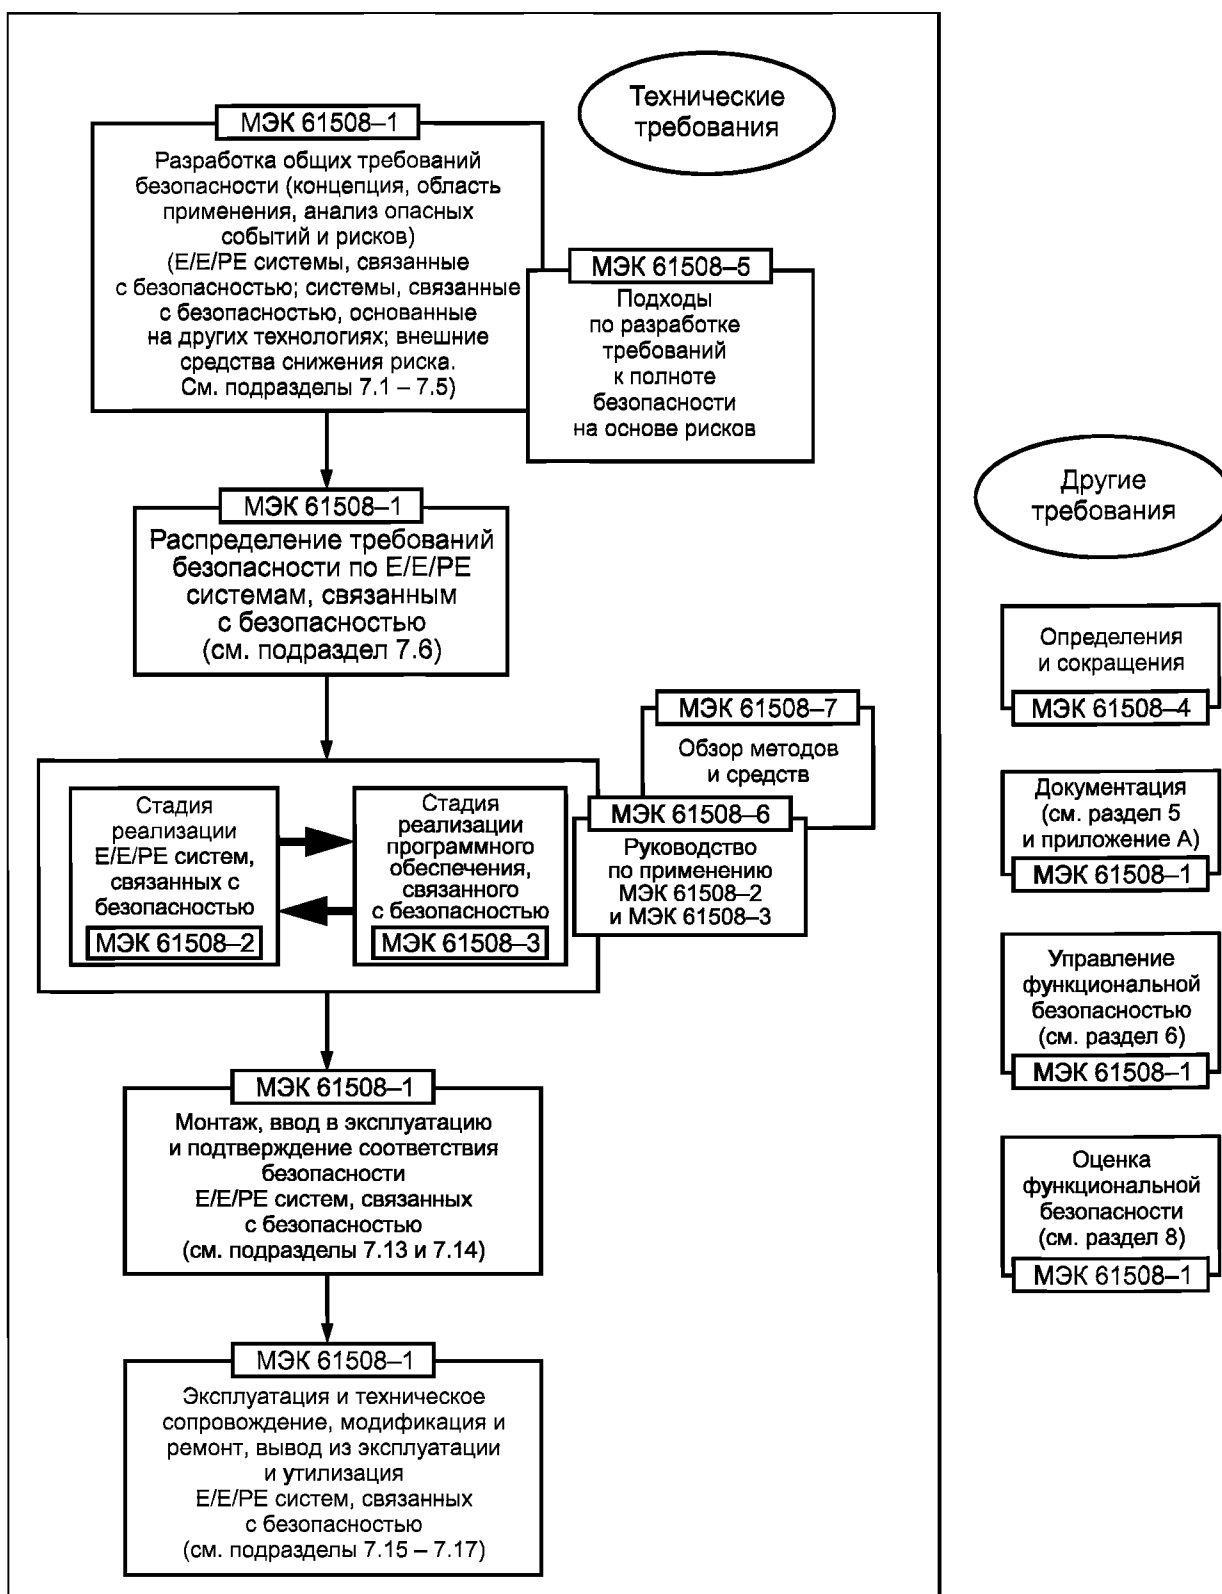 Технические
требования
МЭК 61508–1
Разработка общих требований
безопасности (концепция, область
применения, анализ опасных
событий и рисков)
(Е/Е/РЕ системы, связанные
с безопасностью; системы, связанные
с безопасностью, основанные
на других технологиях; внешние
средства снижения риска.
См. подразделы 7.1 – 7.5)
МЭК 61508–5
Подходы
по разработке
требований
к полноте
безопасности
на основе рисков
МЭК 61508–1
Распределение требований
безопасности по Е/Е/РЕ
системам, связанным
с безопасностью
(см. подраздел 7.6)
МЭК 61508–7
Обзор методов
и средств
МЭК 61508–6
Руководство
по применению
МЭК 61508–2
и МЭК 61508–3
Стадия
реализации
Е/Е/РЕ систем,
связанных с
безопасностью
МЭК 61508–2
Стадия
реализации
программного
обеспечения,
связанного
с безопасностью
МЭК 61508–3
МЭК 61508–1
Монтаж, ввод в эксплуатацию
и подтверждение соответствия
безопасности
Е/Е/РЕ систем, связанных
с безопасностью
(см. подразделы 7.13 и 7.14)
МЭК 61508–1
Эксплуатация и техническое
сопровождение, модификация и
ремонт, вывод из эксплуатации
и утилизация
Е/Е/РЕ систем, связанных
с безопасностью
(см. подразделы 7.15 – 7.17)
Другие
требования
Определения
и сокращения
МЭК 61508–4
Документация
(см. раздел 5
и приложение А)
МЭК 61508–1
Управление
функциональной
безопасностью
(см. раздел 6)
МЭК 61508–1
Оценка
функциональной
безопасности
(см. раздел 8)
МЭК 61508–1